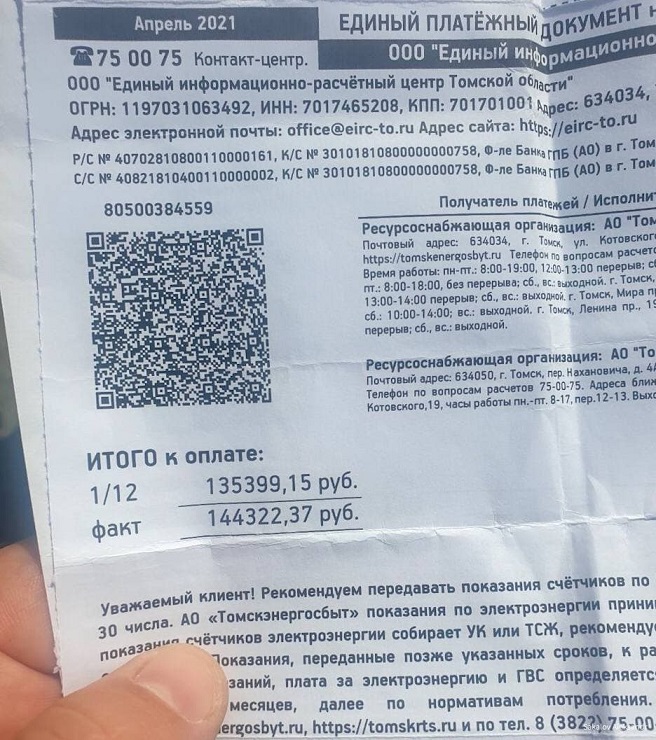 Апрель 2021
ЕДИНЫЙ ПЛАТЁЖНЫЙ ДОКУМЕНТ
☎75 00 75 Контакт-центр.
ООО "Единый информационно
ООО "Единый информационно-расчётный центр Томской области"
ОГРН: 1197031063492, ИНН: 7017465208, КПП: 701701001 Адрес: 634034,
Адрес электронной почты: office@eirc-to.ru Адрес сайта: https://eirc-to.ru
Р/С № 40702810800110000161, К/С № 30101810800000000758, Ф-ле Банка ГПБ (АО) в г. Том
С/С № 40821810400110000002, К/С № 30101810800000000758, Ф-ле Банка ГПБ (АО) в г. Том
80500384559
Получатель платежей / Исполнит
Ресурсоснабжающая организация: АО "Том
Почтовый адрес: 634034, г. Томск, ул. Котовского
https://tomskenergosbyt.ru Телефон по вопросам расчето
Время работы: пн-пт.: 8:00-19:00, 12:00-13:00 перерыв; сб
пт.: 8:00-18:00, без перерыва; сб., вс.: выходной. г. Томск,
13:00-14:00 перерыв; сб., вс.: выходной. г. Томск, Мира пр
сб.: 10:00-14:00; вс.: выходной. г. Томск, Ленина пр., 19
перерыв; сб., вс.: выходной.
Ресурсоснабжающая организация: АО "То
Почтовый адрес: 634050, г. Томск, пер. Нахановича, д. 4А
Телефон по вопросам расчетов 75-00-75. Адреса ближ
Котовского,19, часы работы пн.-пт. 8-17, пер.12-13. Вых
ИТОГО к оплате:
1/12 135399,15 руб.
факт 144322,37 руб.
Уважаемый клиент! Рекомендуем передавать показания счётчиков по
30 числа. АО «Томскэнергосбыт» показания по электроэнергии прини
показания счётчиков электроэнергии собирает УК или ТСЖ, рекоменду
Показания, переданные позже указанных сроков, к ра
заний, плата за электроэнергию и ГВС определяетс
месяцев, далее по нормативам потребления.
ergosbyt.ru, https://tomskrts.ru и по тел. 8 (3822) 75-00